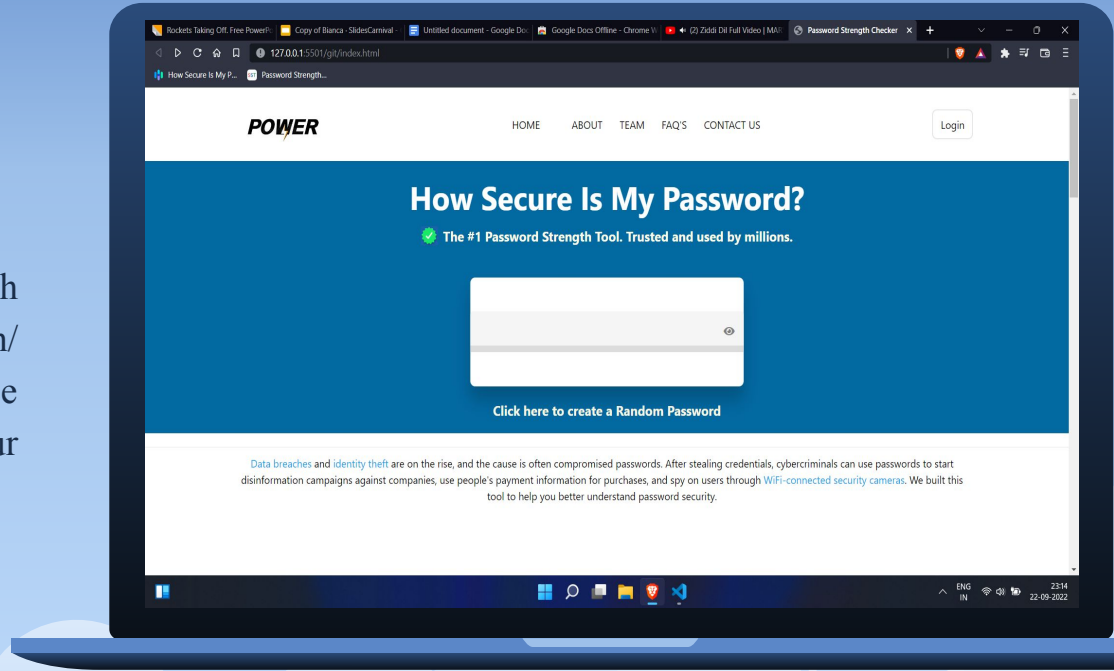 Rockets Taking Off. Free PowerPo
Copy of Bianca - SlidesCarnival -
Untitled document - Google Doc
Google Docs Offline - Chrome W
(2) Ziddi Dil Full Video | MAR
Password Strength Checker
127.0.0.1:5501/git/index.html
How Secure Is My P...
SST
Password Strength...
POWER
HOME ABOUT TEAM FAQ'S CONTACT US
Login
How Secure Is My Password?
The #1 Password Strength Tool. Trusted and used by millions.
h
n/
e
ur
Click here to create a Random Password
Data breaches and identity theft are on the rise, and the cause is often compromised passwords. After stealing credentials, cybercriminals can use passwords to start
disinformation campaigns against companies, use people's payment information for purchases, and spy on users through WiFi-connected security cameras. We built this
tool to help you better understand password security.
ENG
IN
23:14
22-09-2022